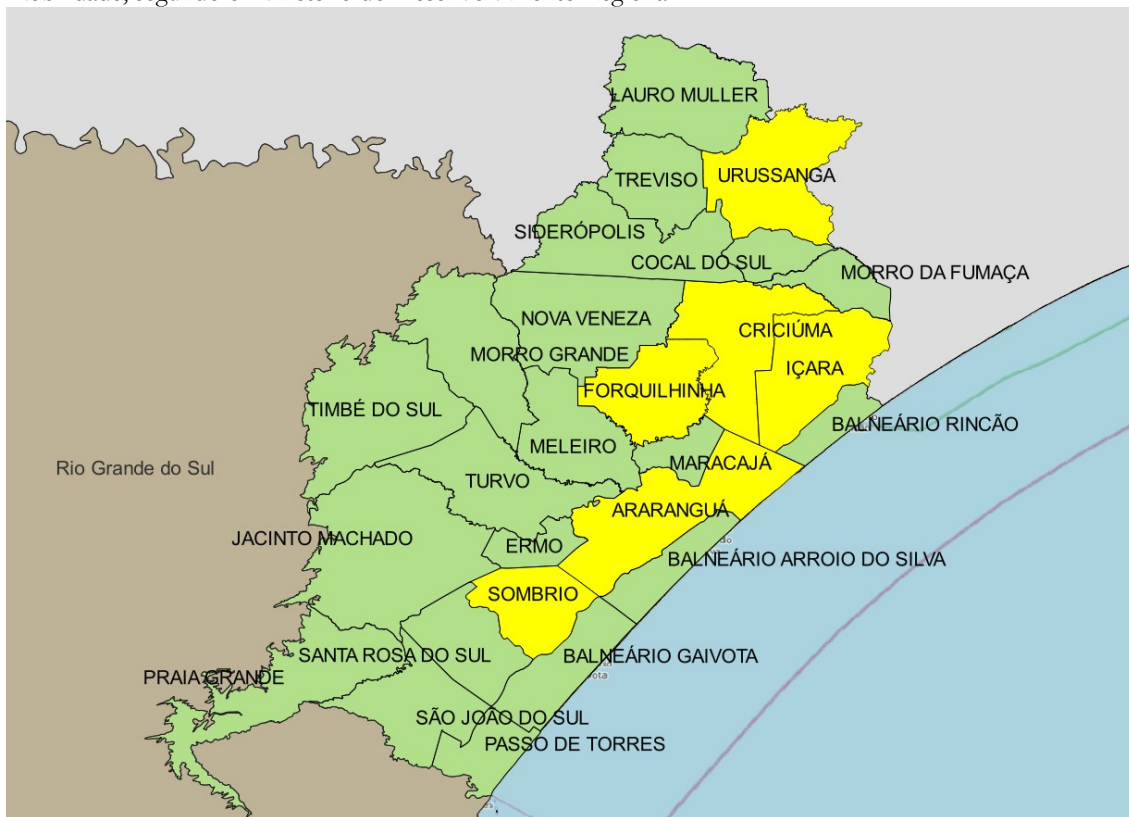 LAURO MULLER
URUSSANGA
TREVISO
SIDERÓPOLIS
COCAL DO SUL
MORRO DA FUMAÇA
NOVA VENEZA
CRICIÚMA
MORRO GRANDE
IÇARA
FORQUILHINHA
TIMBÉ DO SUL
BALNEÁRIO RINCÃO
MELEIRO
MARACAJÁ
Rio Grande do Sul
TURVO
ARARANGUÁ
JACINTO MACHADO
ERMO
BALNEÁRIO ARROIO DO SILVA
SOMBRIO
SANTA ROSA DO SUL
BALNEÁRIO GAIVOTA
PRAIA GRANDE
SÃO JOÃO DO SUL
PASSO DE TORRES